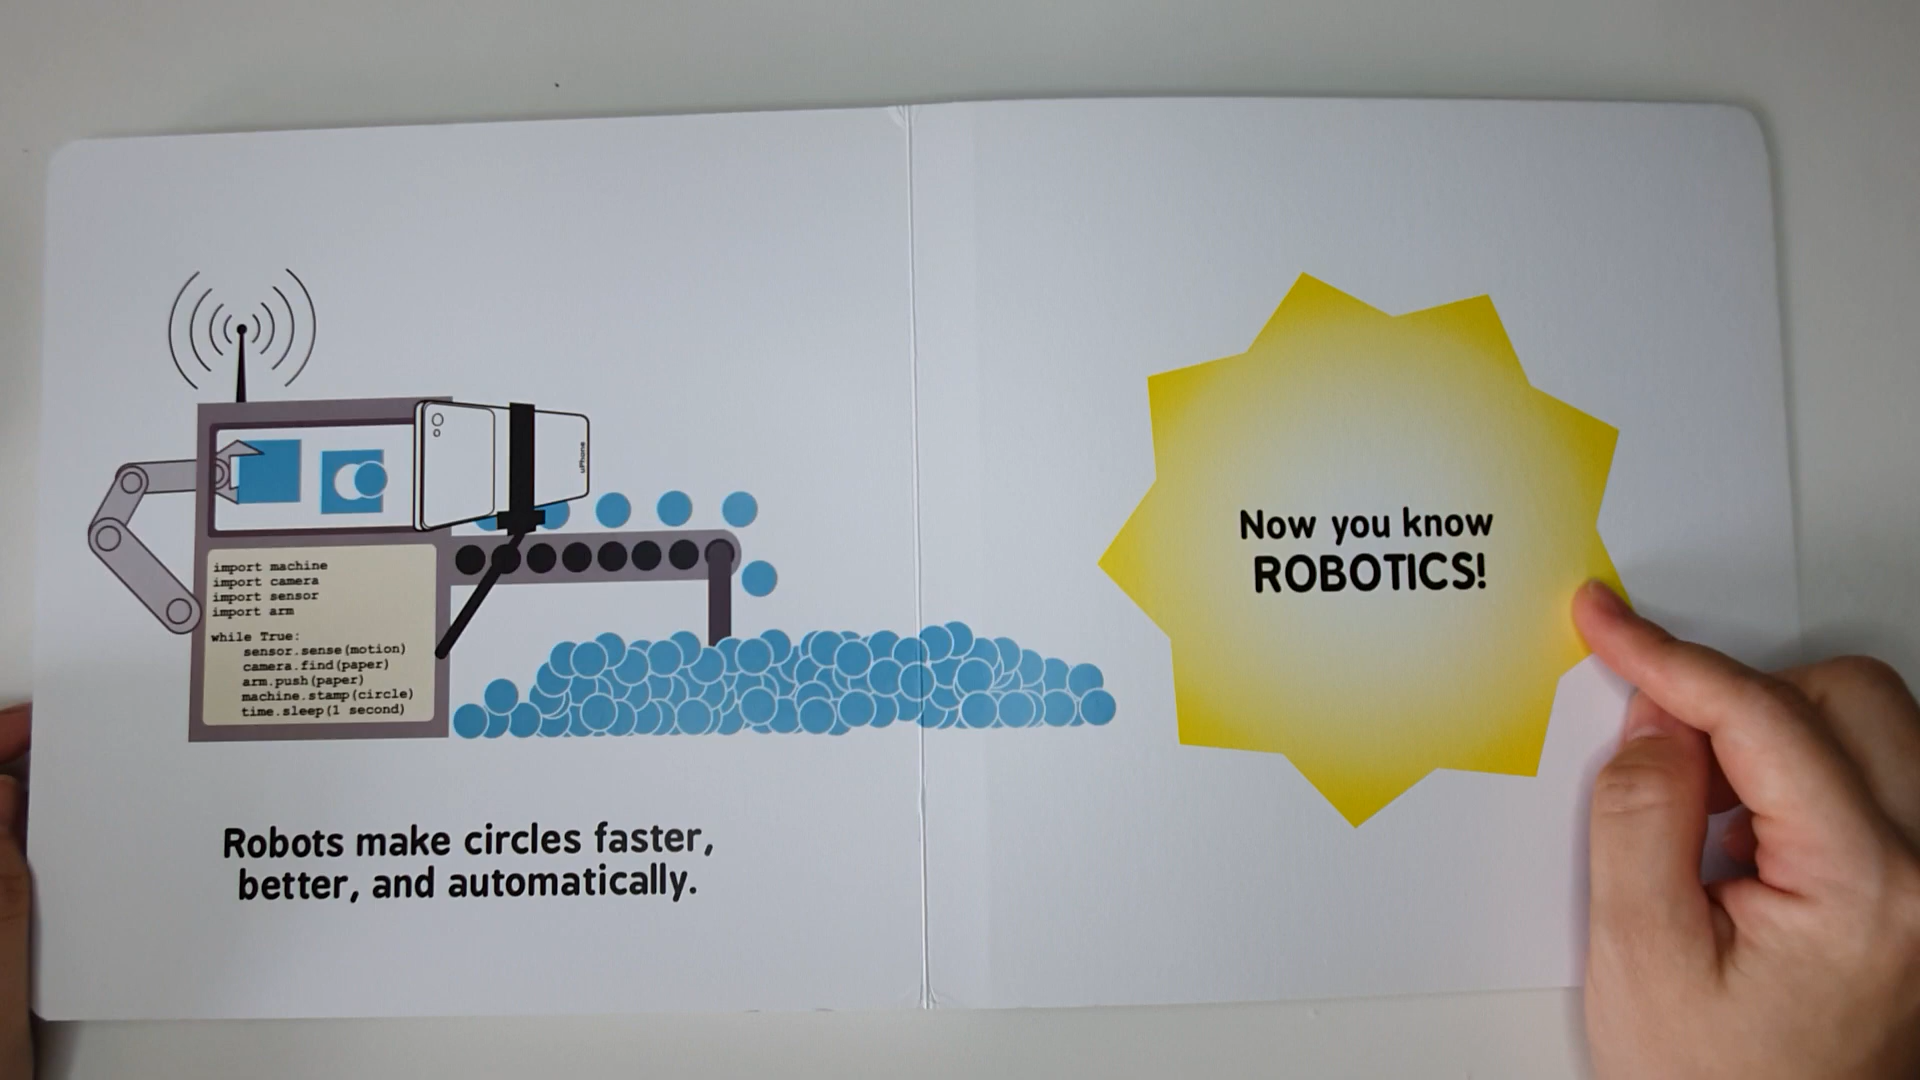 uPhone
import machine
import camera
import sensor
import arm
while True:
    sensor.sense(motion)
    camera.find(paper)
    arm.push(paper)
    machine.stamp(circle)
    time.sleep(1 second)
Robots make circles faster,
better, and automatically.
Now you know
ROBOTICS!